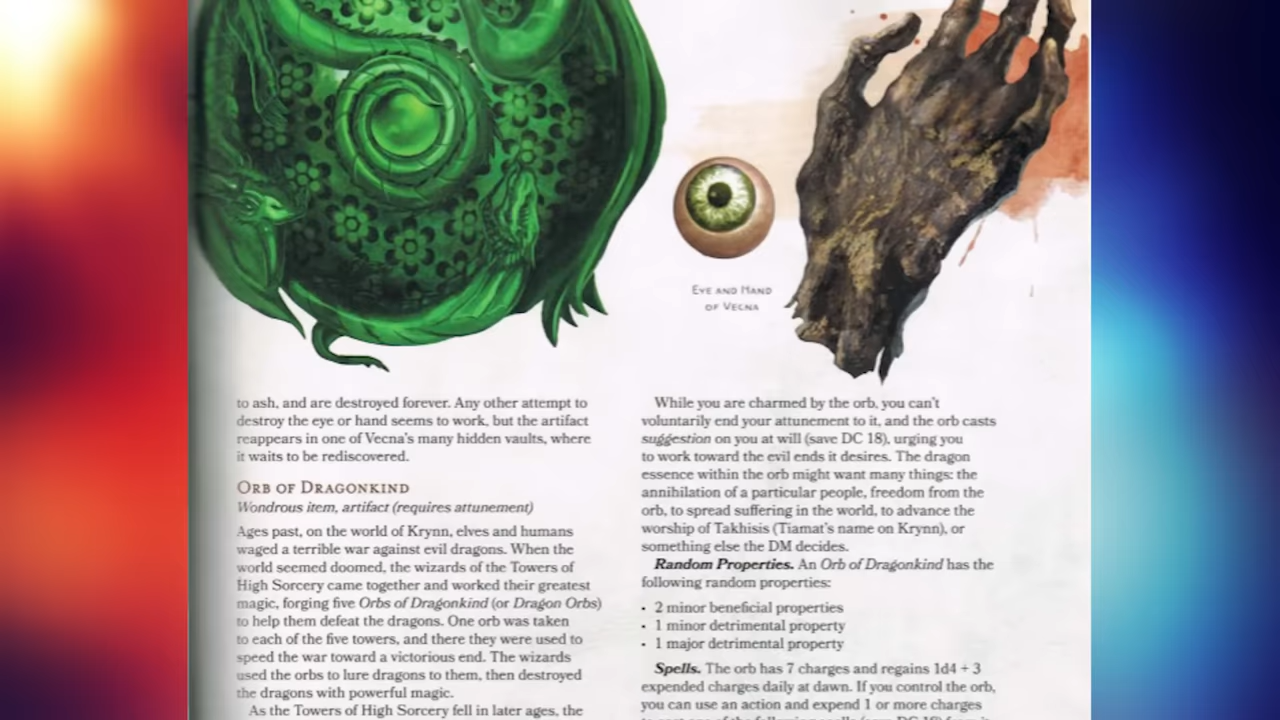 EYE AND HAND
OF VECNA
to ash, and are destroyed forever. Any other attempt to
destroy the eye or hand seems to work, but the artifact
reappears in one of Vecna's many hidden vaults, where
it waits to be rediscovered.
ORB OF DRAGONKIND
Wondrous item, artifact (requires attunement)
Ages past, on the world of Krynn, elves and humans
waged a terrible war against evil dragons. When the
world seemed doomed, the wizards of the Towers of
High Sorcery came together and worked their greatest
magic, forging five Orbs of Dragonkind (or Dragon Orbs)
to help them defeat the dragons. One orb was taken
to each of the five towers, and there they were used to
speed the war toward a victorious end. The wizards
used the orbs to lure dragons to them, then destroyed
the dragons with powerful magic.
As the Towers of High Sorcery fell in later ages, the
While you are charmed by the orb, you can't
voluntarily end your attunement to it, and the orb casts
suggestion on you at will (save DC 18), urging you
to work toward the evil ends it desires. The dragon
essence within the orb might want many things: the
annihilation of a particular people, freedom from the
orb, to spread suffering in the world, to advance the
worship of Takhisis (Tiamat's name on Krynn), or
something else the DM decides.
Random Properties. An Orb of Dragonkind has the
following random properties:
• 2 minor beneficial properties
• 1 minor detrimental property
• 1 major detrimental property
Spells. The orb has 7 charges and regains 1d4 + 3
expended charges daily at dawn. If you control the orb,
you can use an action and expend 1 or more charges